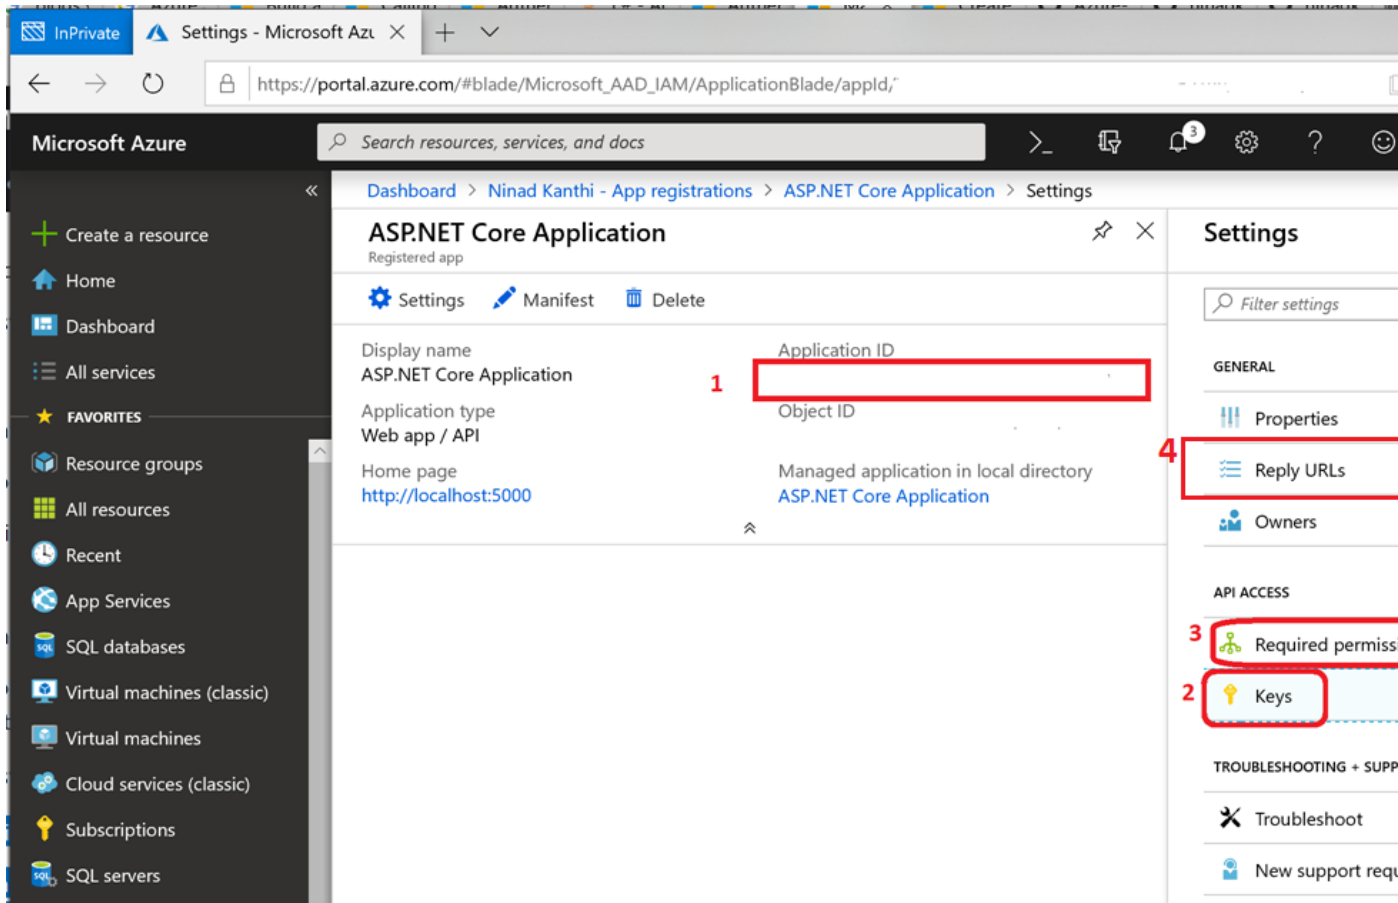 InPrivate
Settings - Microsoft Azu
https://portal.azure.com/#blade/Microsoft_AAD_IAM/ApplicationBlade/appId/
Microsoft Azure
Search resources, services, and docs
3
Dashboard > Ninad Kanthi - App registrations > ASP.NET Core Application > Settings
Create a resource
Home
Dashboard
All services
FAVORITES
Resource groups
All resources
Recent
App Services
SQL databases
Virtual machines (classic)
Virtual machines
Cloud services (classic)
Subscriptions
SQL servers
ASP.NET Core Application
Registered app
Settings
Manifest
Delete
Display name
ASP.NET Core Application
Application type
Web app / API
Home page
http://localhost:5000
Application ID
1
Object ID
Managed application in local directory
ASP.NET Core Application
Settings
Filter settings
GENERAL
Properties
4
Reply URLs
Owners
API ACCESS
3
Required permissi
2
Keys
TROUBLESHOOTING + SUPP
Troubleshoot
New support requ